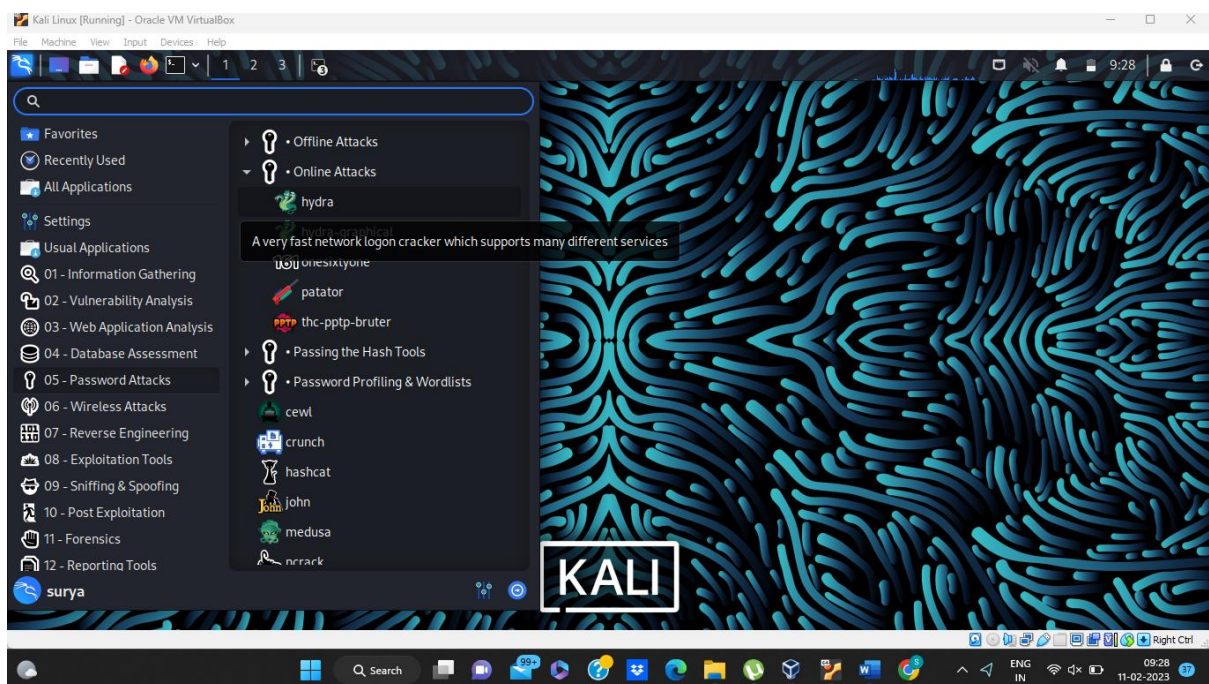 Kali Linux [Running] - Oracle VM VirtualBox
File Machine View Input Devices Help
1 2 3
9:28
Favorites
Recently Used
All Applications
Settings
Usual Applications
01 - Information Gathering
02 - Vulnerability Analysis
03 - Web Application Analysis
04 - Database Assessment
05 - Password Attacks
06 - Wireless Attacks
07 - Reverse Engineering
08 - Exploitation Tools
09 - Sniffing & Spoofing
10 - Post Exploitation
11 - Forensics
12 - Reporting Tools
• Offline Attacks
• Online Attacks
hydra
hydra-graphical
A very fast network logon cracker which supports many different services
onesixtyone
patator
PPTP thc-pptp-bruter
• Passing the Hash Tools
• Password Profiling & Wordlists
cewl
crunch
hashcat
John john
medusa
ncrack
surya
KALI
Right Ctrl
Search
99+
ENG
IN
09:28
11-02-2023
37